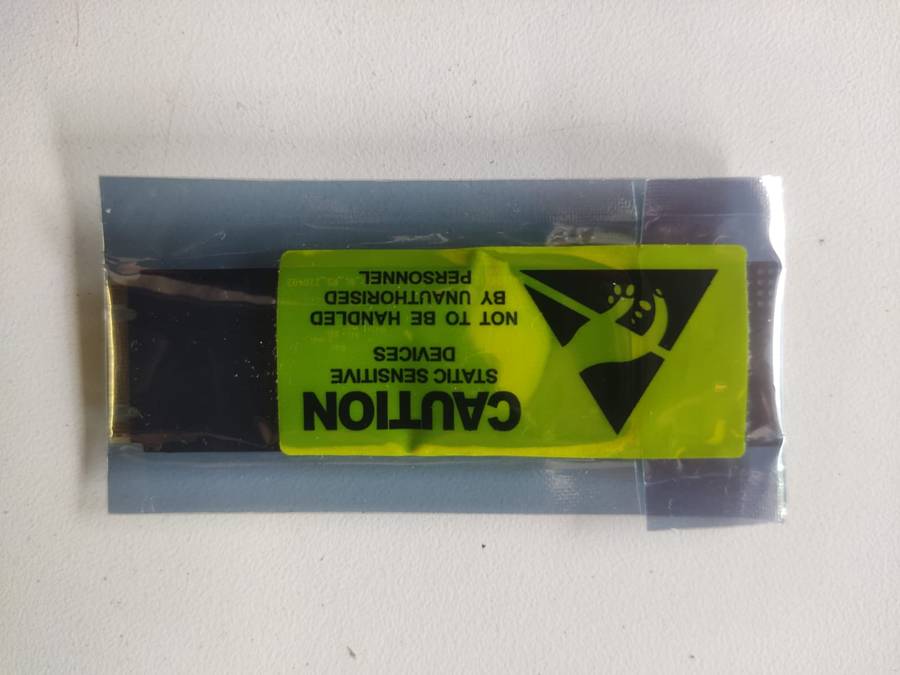 CAUTION
STATIC SENSITIVE
DEVICES
NOT TO BE HANDLED
BY UNAUTHORISED
PERSONNEL